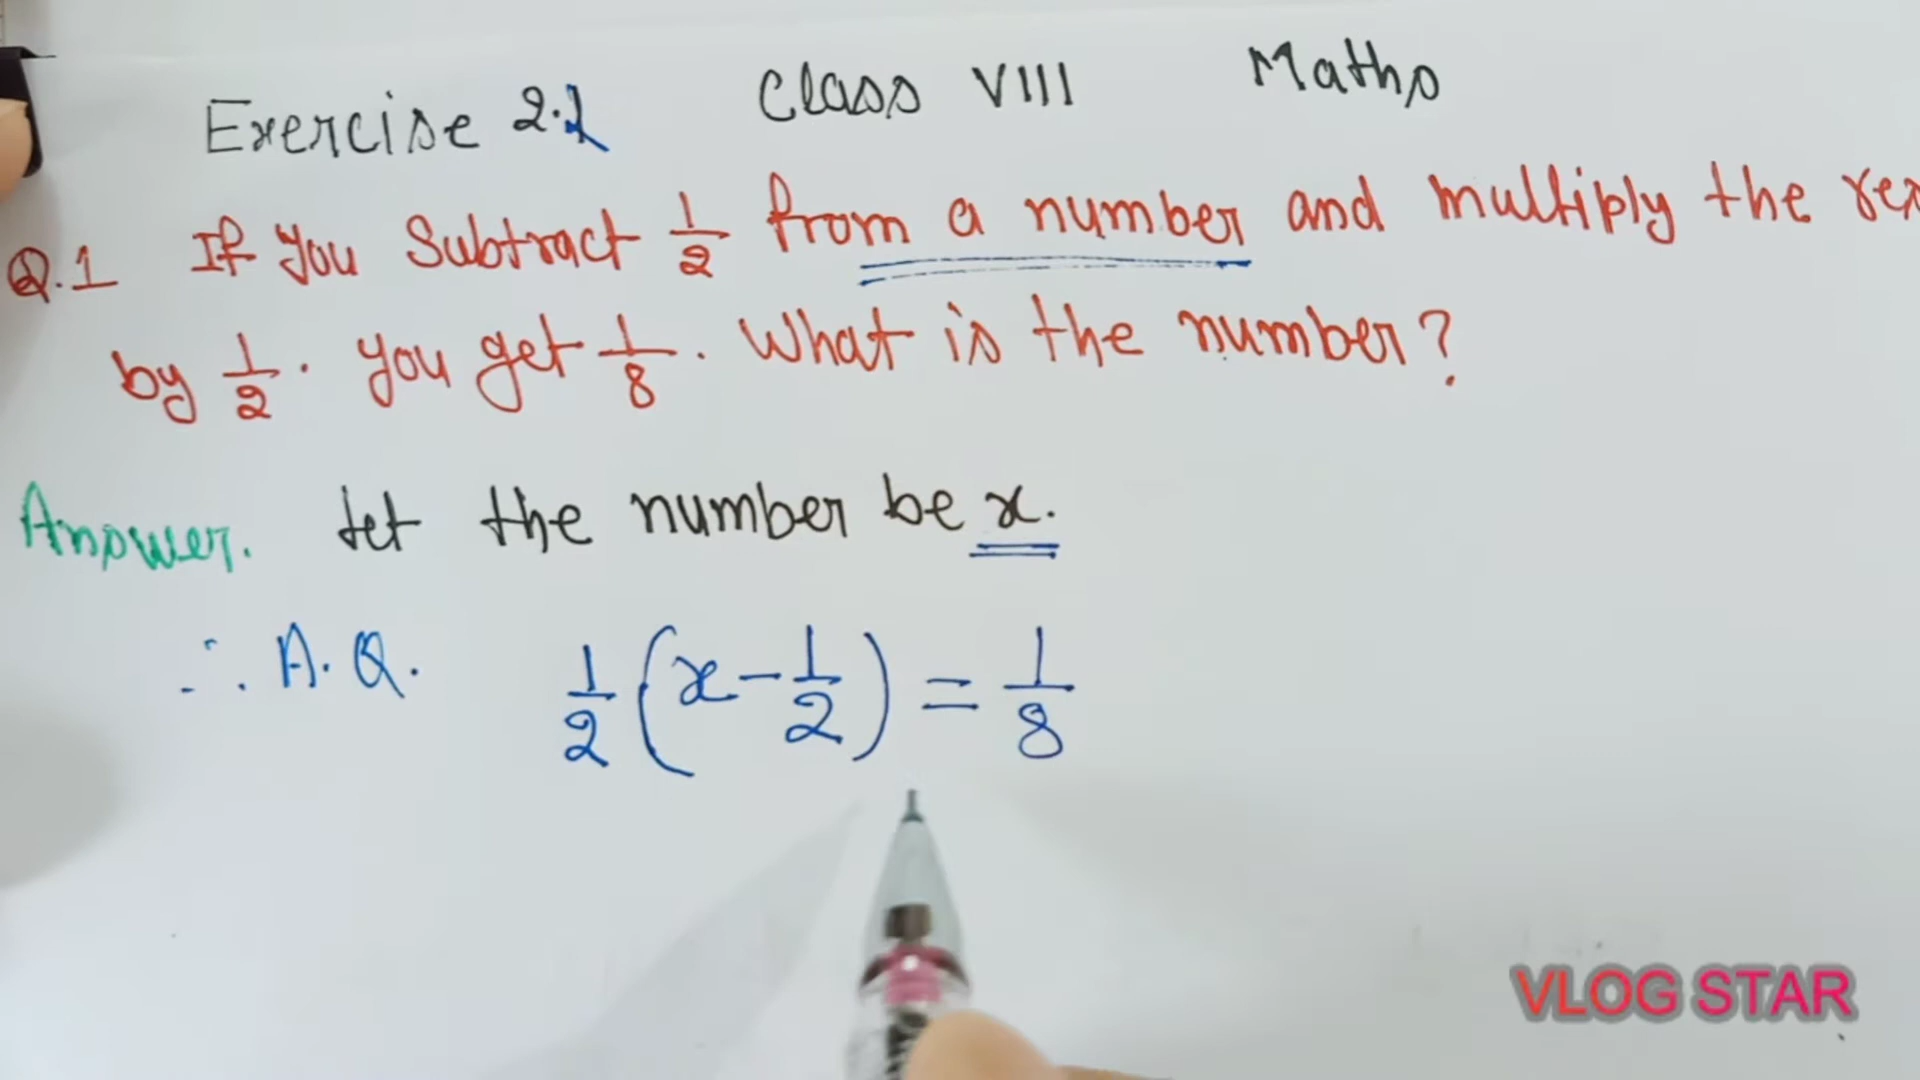 Exercise 2.2 Class VIII Maths
Q.1 If you Subtract 1/2 from a number and multiply the
by 1/2. you get 1/8. What is the number?
Answer. Let the number be x.
∴ A.Q. 1/2 (x - 1/2) = 1/8
VLOG STAR